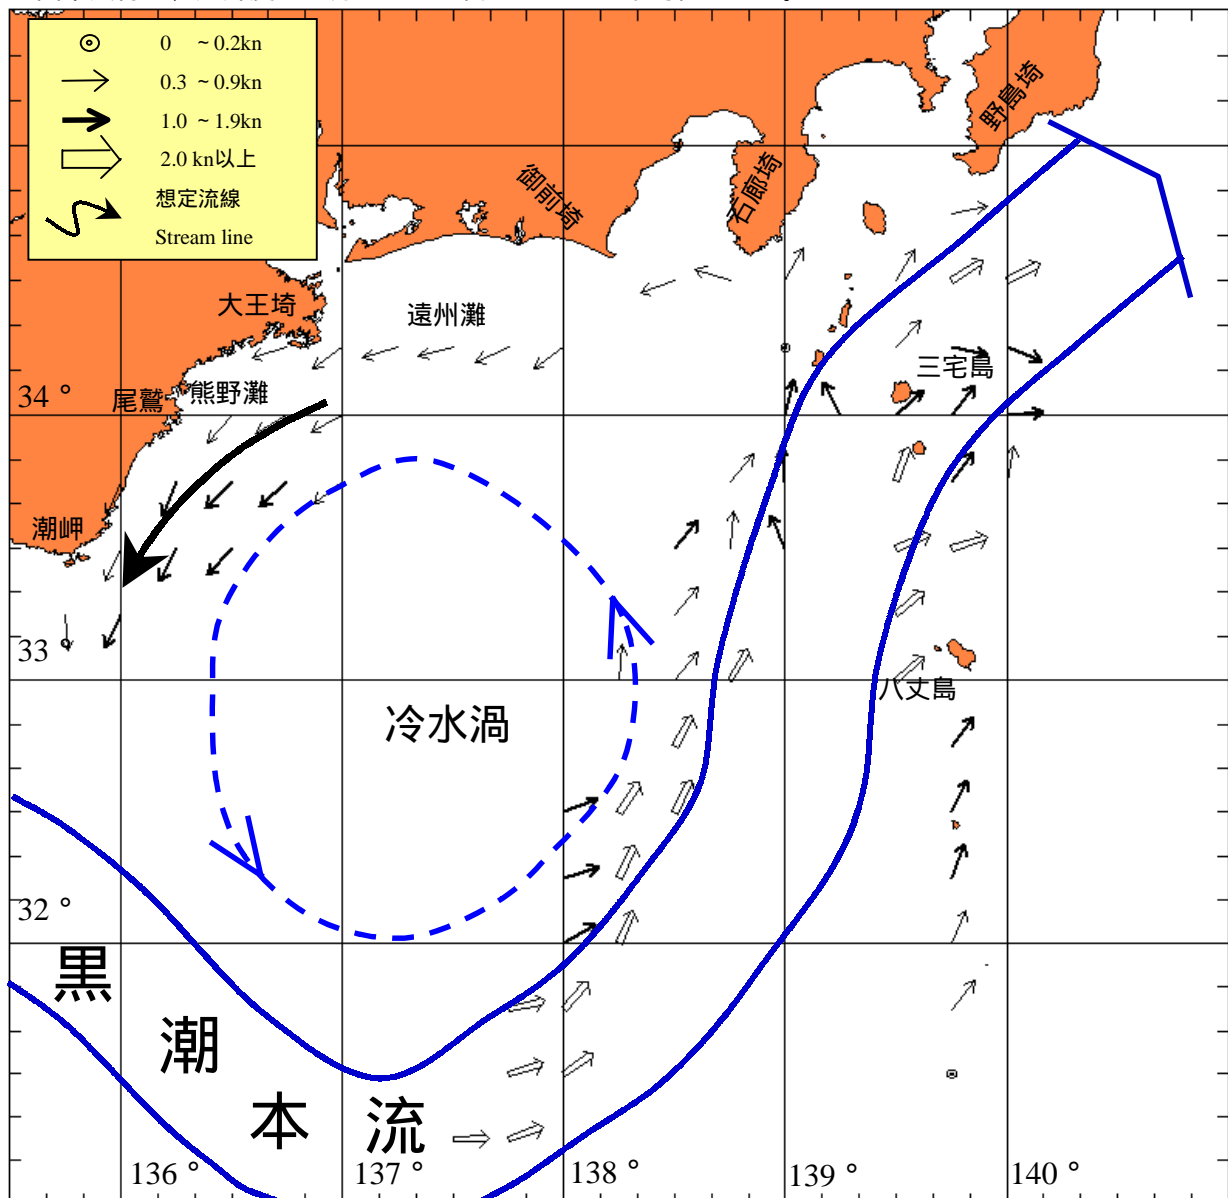 0 ~ 0.2kn
0.3 ~ 0.9kn
1.0 ~ 1.9kn
2.0 kn以上
想定流線
Stream line
野島埼
石廊埼
御前埼
大王埼
遠州灘
三宅島
34 °
尾鷲
熊野灘
潮岬
33
八丈島
冷水渦
32 °
黒
潮
本
流
136 °
137 °
138 °
139 °
140 °